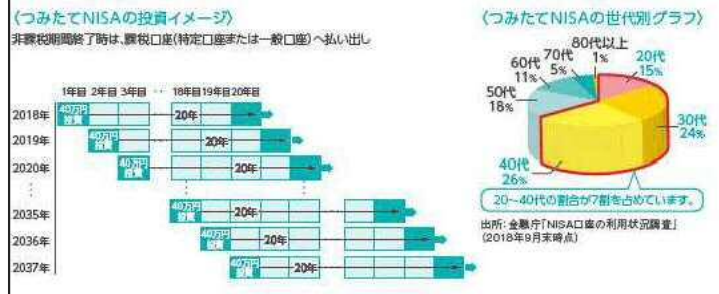 〈つみたてNISAの投資イメージ〉
非課税期間終了時は、課税口座(特定口座または一般口座)へ払い出し
1年目 2年目 3年目 ・・ 18年目 19年目 20年目
2018年 40万円投資 20年
2019年 40万円投資 20年
2020年 40万円投資 20年
2035年 40万円投資 20年
2036年 40万円投資 20年
2037年 40万円投資 20年
〈つみたてNISAの世代別グラフ〉
80代以上
1%
70代
5%
60代
11%
50代
18%
20代
15%
30代
24%
40代
26%
20〜40代の割合が7割を占めています。
出所:金融庁「NISA口座の利用状況調査」
(2018年9月末時点)